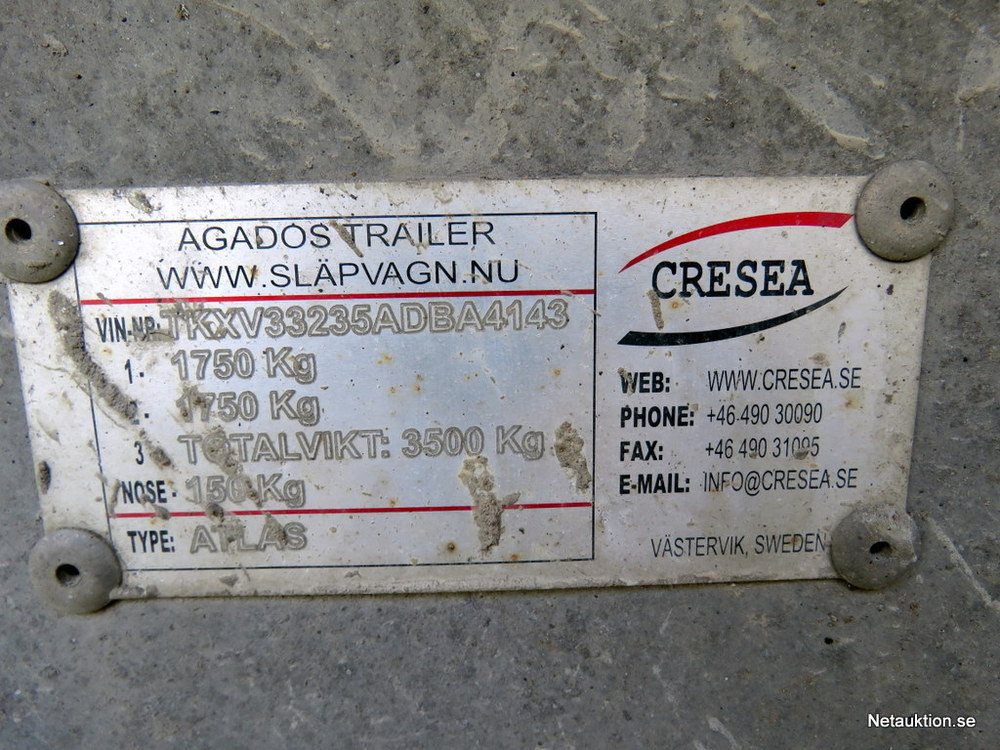 AGADOS TRAILER
WWW.SLÄPVAGN.NU
VIN-NR: TKXV33235ADBA4143
1- 1750 Kg
2- 1750 Kg
3 TOTALVIKT: 3500 Kg
NOSE - 150 Kg
TYPE: ATLAS
CRESEA
WEB: WWW.CRESEA.SE
PHONE: +46 490 30090
FAX: +46 490 31095
E-MAIL: INFO@CRESEA.SE
VÄSTERVIK, SWEDEN
Netauktion.se